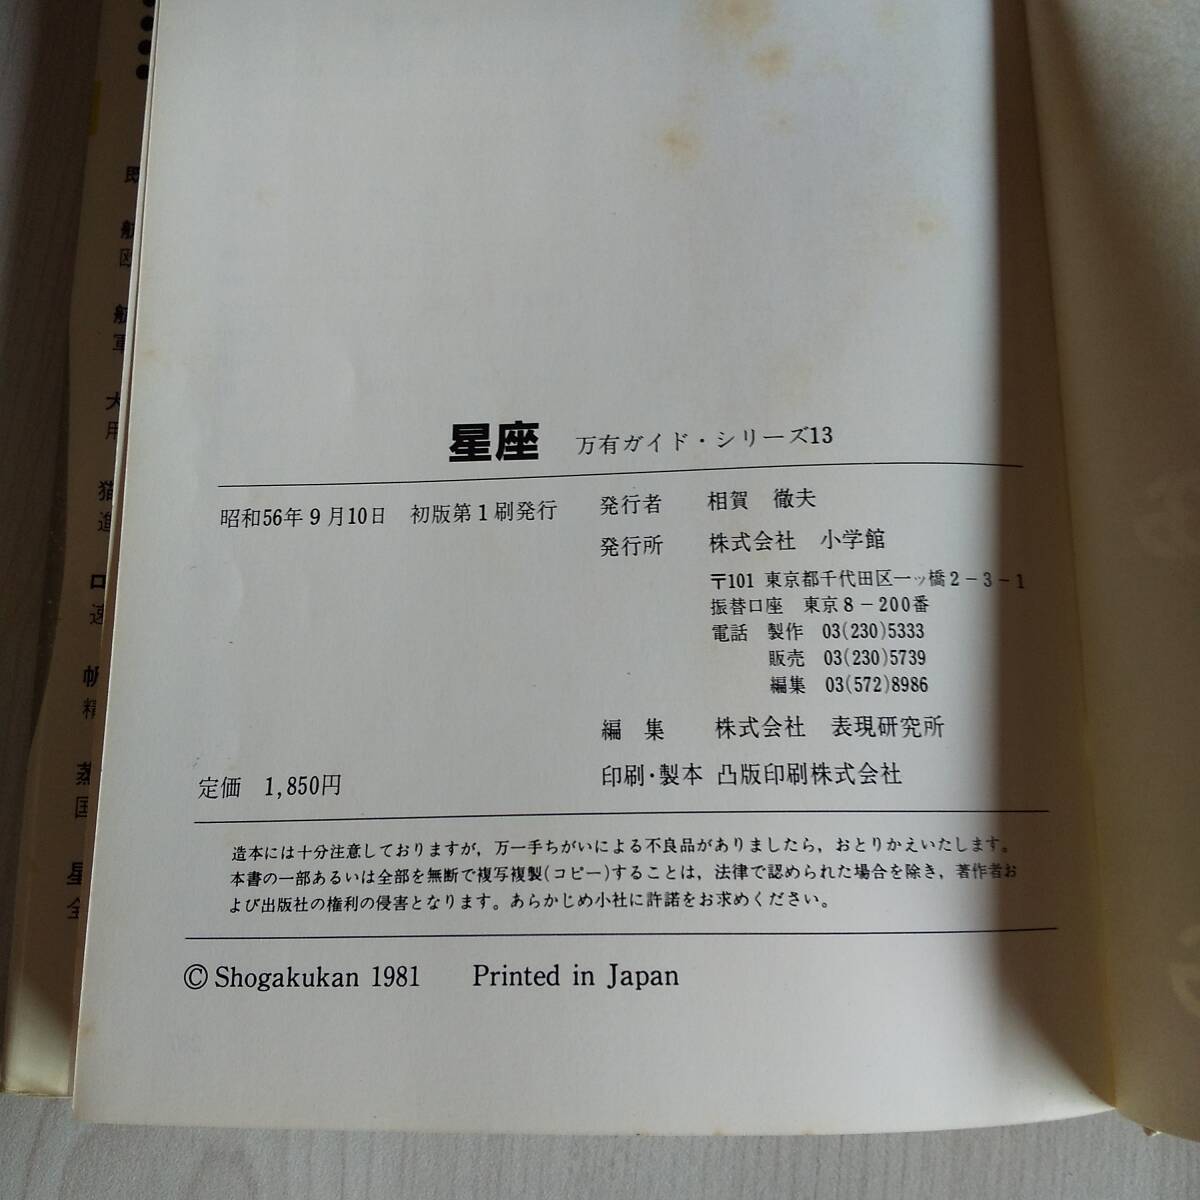 星座 万有ガイド・シリーズ13
昭和56年9月10日 初版第1刷発行
発行者 相賀 徹夫
発行所 株式会社 小学館
〒101 東京都千代田区一ッ橋2-3-1
振替口座 東京8-200番
電話 製作 03(230)5333
販売 03(230)5739
編集 03(572)8986
編集 株式会社 表現研究所
印刷・製本 凸版印刷株式会社
定価 1,850円
造本には十分注意しておりますが，万一手ちがいによる不良品がありましたら，おとりかえいたします。
本書の一部あるいは全部を無断で複写複製(コピー)することは，法律で認められた場合を除き，著作者お
よび出版社の権利の侵害となります。あらかじめ小社に許諾をお求めください。
© Shogakukan 1981 Printed in Japan